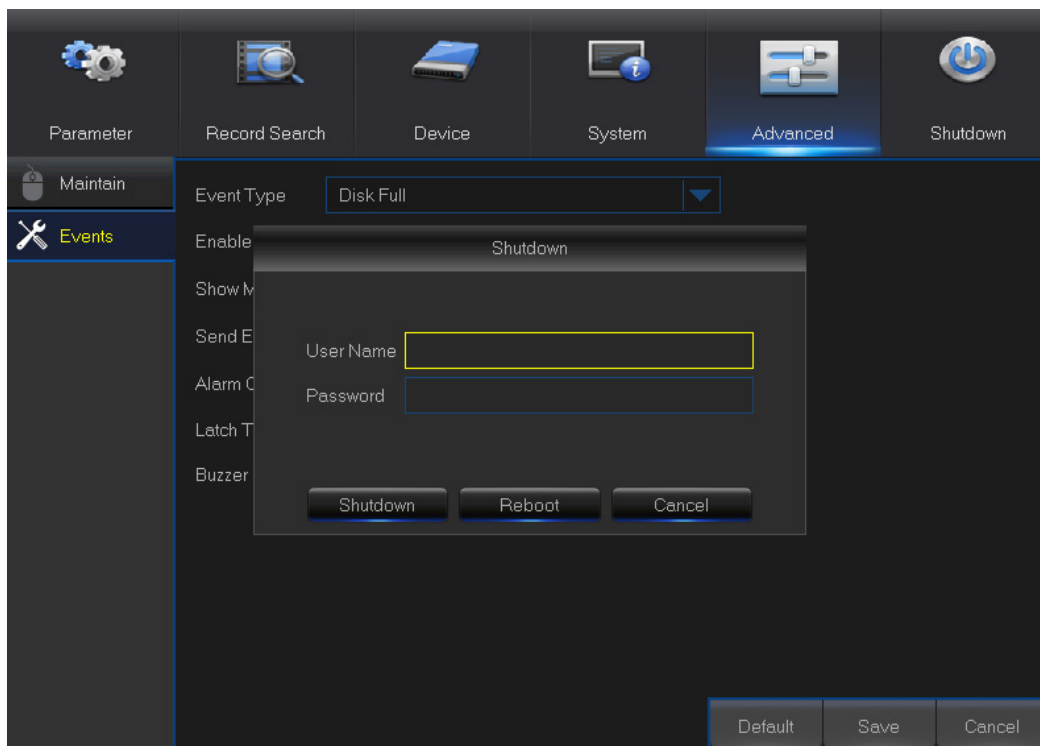 Parameter Record Search Device System Advanced Shutdown
Maintain
Events
Event Type Disk Full
Enable
Shutdown
Show
Send E
User Name
Alarm
Password
Latch T
Buzzer
Shutdown Reboot Cancel
Default Save Cancel